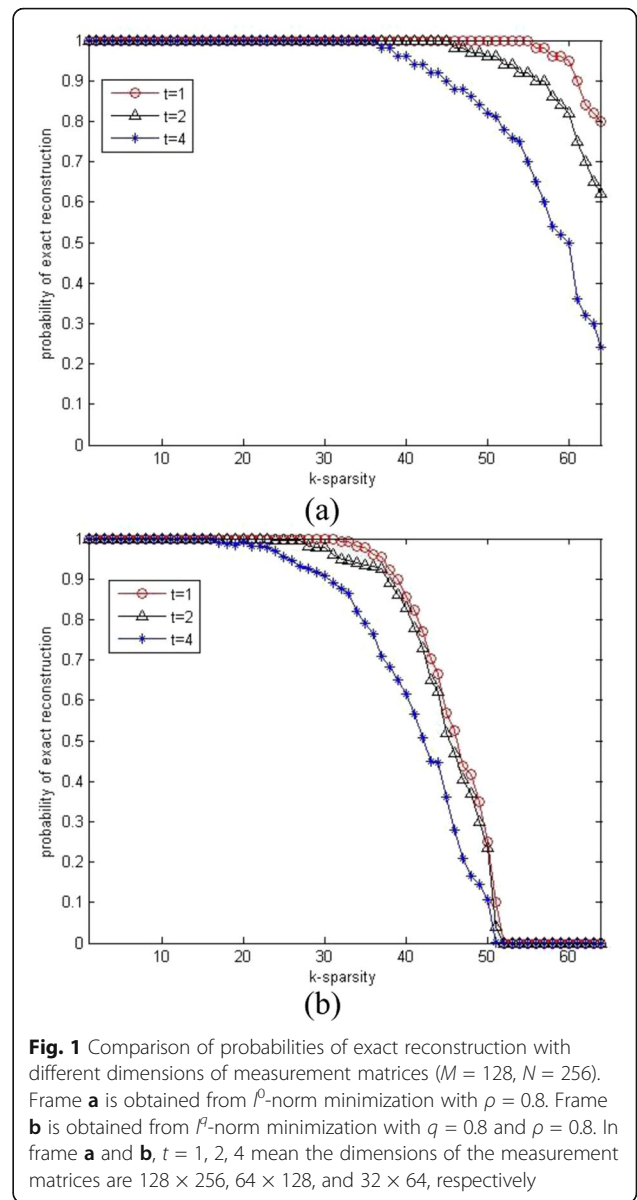 1
0.9
0.8
0.7
0.6
0.5
0.4
0.3
0.2
0.1
0
probability of exact reconstruction
t=1
t=2
t=4
10 20 30 40 50 60
k-sparsity
(a)
1
0.9
0.8
0.7
0.6
0.5
0.4
0.3
0.2
0.1
0
probability of exact reconstruction
t=1
t=2
t=4
10 20 30 40 50 60
k-sparsity
(b)
Fig. 1 Comparison of probabilities of exact reconstruction with
different dimensions of measurement matrices (M = 128, N = 256).
Frame a is obtained from l⁰-norm minimization with ρ = 0.8. Frame
b is obtained from l^q-norm minimization with q = 0.8 and ρ = 0.8. In
frame a and b, t = 1, 2, 4 mean the dimensions of the measurement
matrices are 128 × 256, 64 × 128, and 32 × 64, respectively